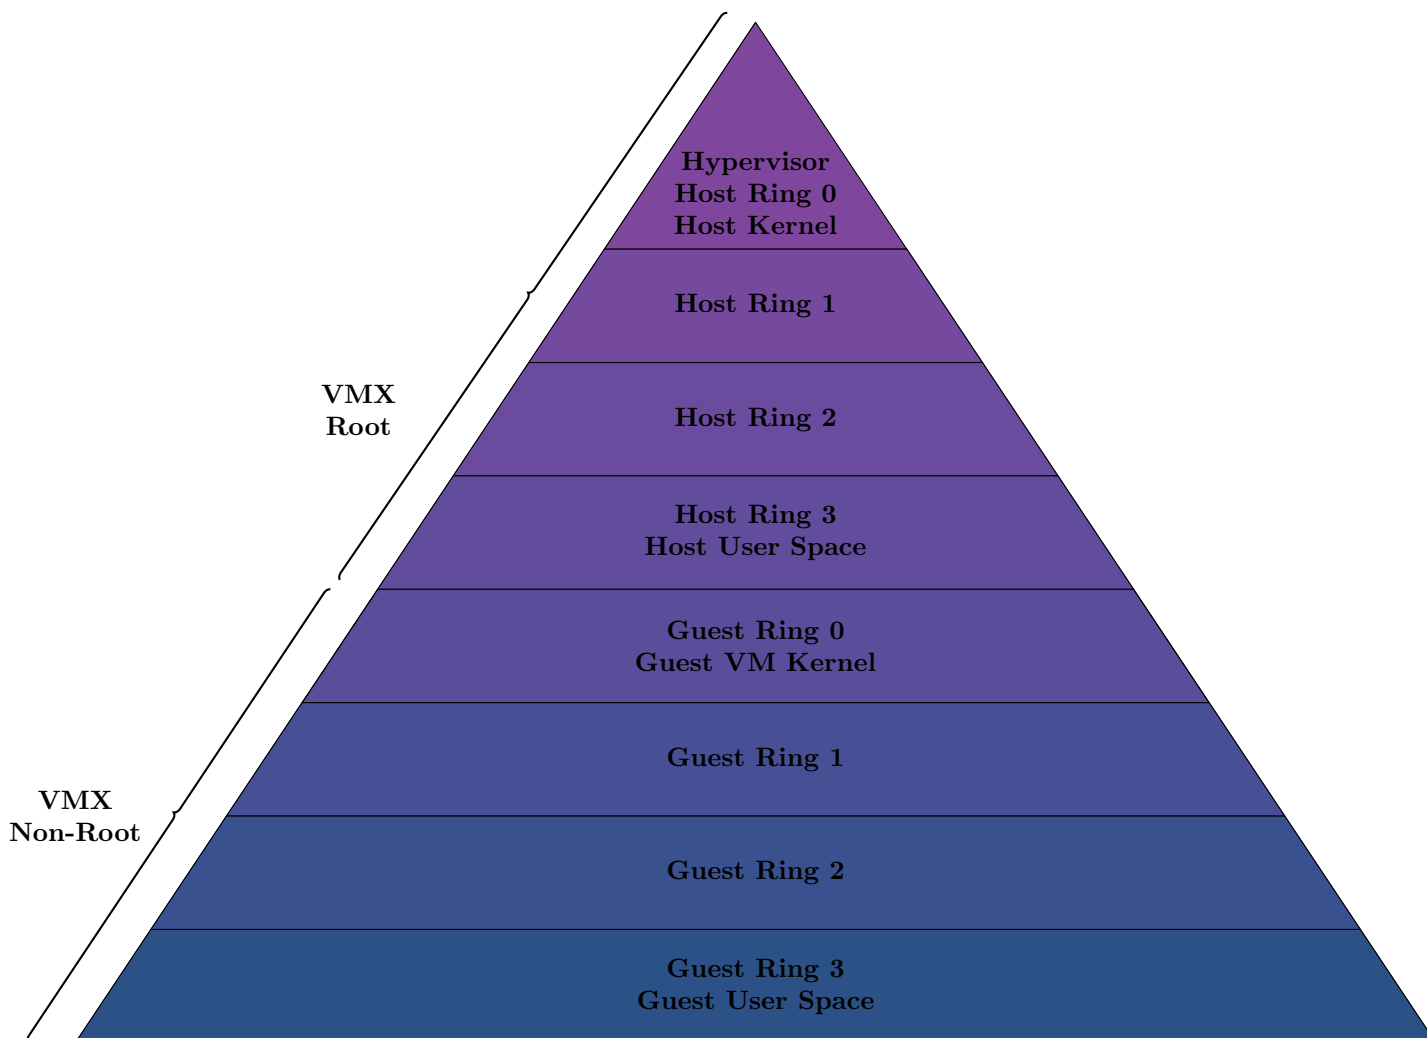 Hypervisor
Host Ring 0
Host Kernel
Host Ring 1
VMX
Root
Host Ring 2
Host Ring 3
Host User Space
Guest Ring 0
Guest VM Kernel
Guest Ring 1
VMX
Non-Root
Guest Ring 2
Guest Ring 3
Guest User Space